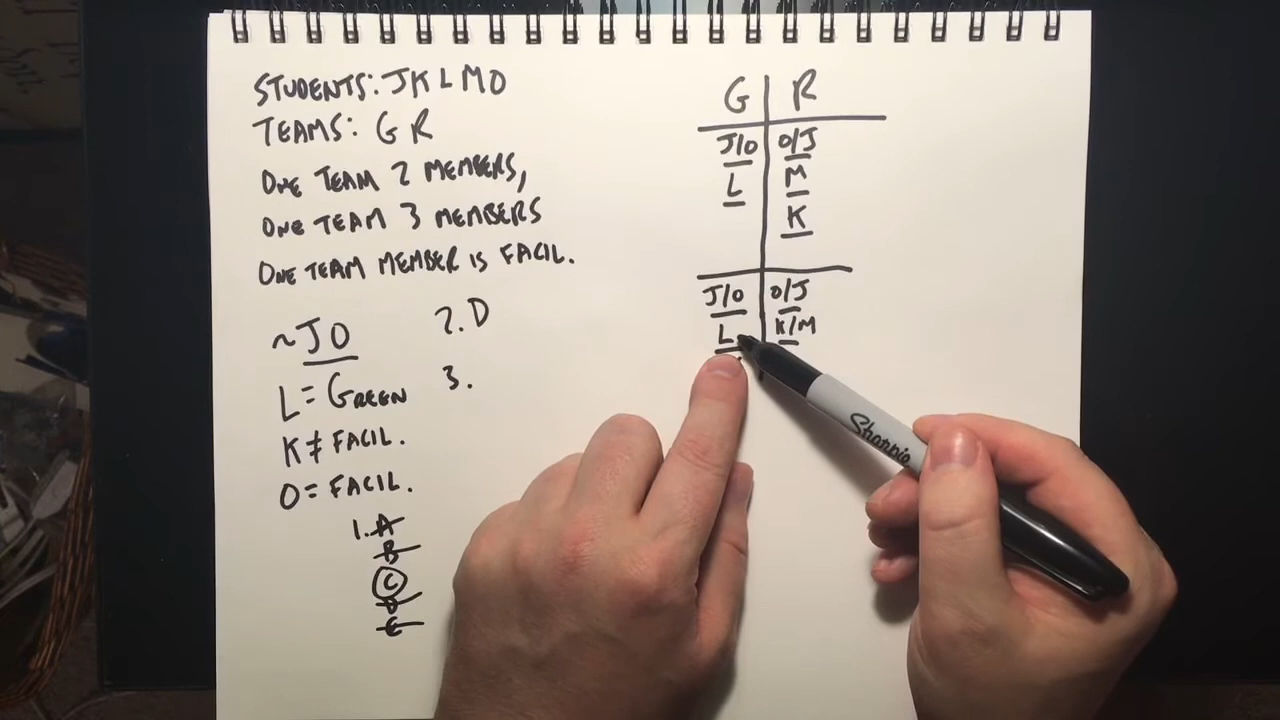 STUDENTS: J K L M O
TEAMS: G R
ONE TEAM 2 MEMBERS,
ONE TEAM 3 MEMBERS
ONE TEAM MEMBER IS FACIL.
~JO
L = GREEN
K ≠ FACIL.
O = FACIL.
1. A
B
C
D
E
2. D
3.
G R
J/O O/J
L M
K
J/O O/J
L K/M
Sharpie